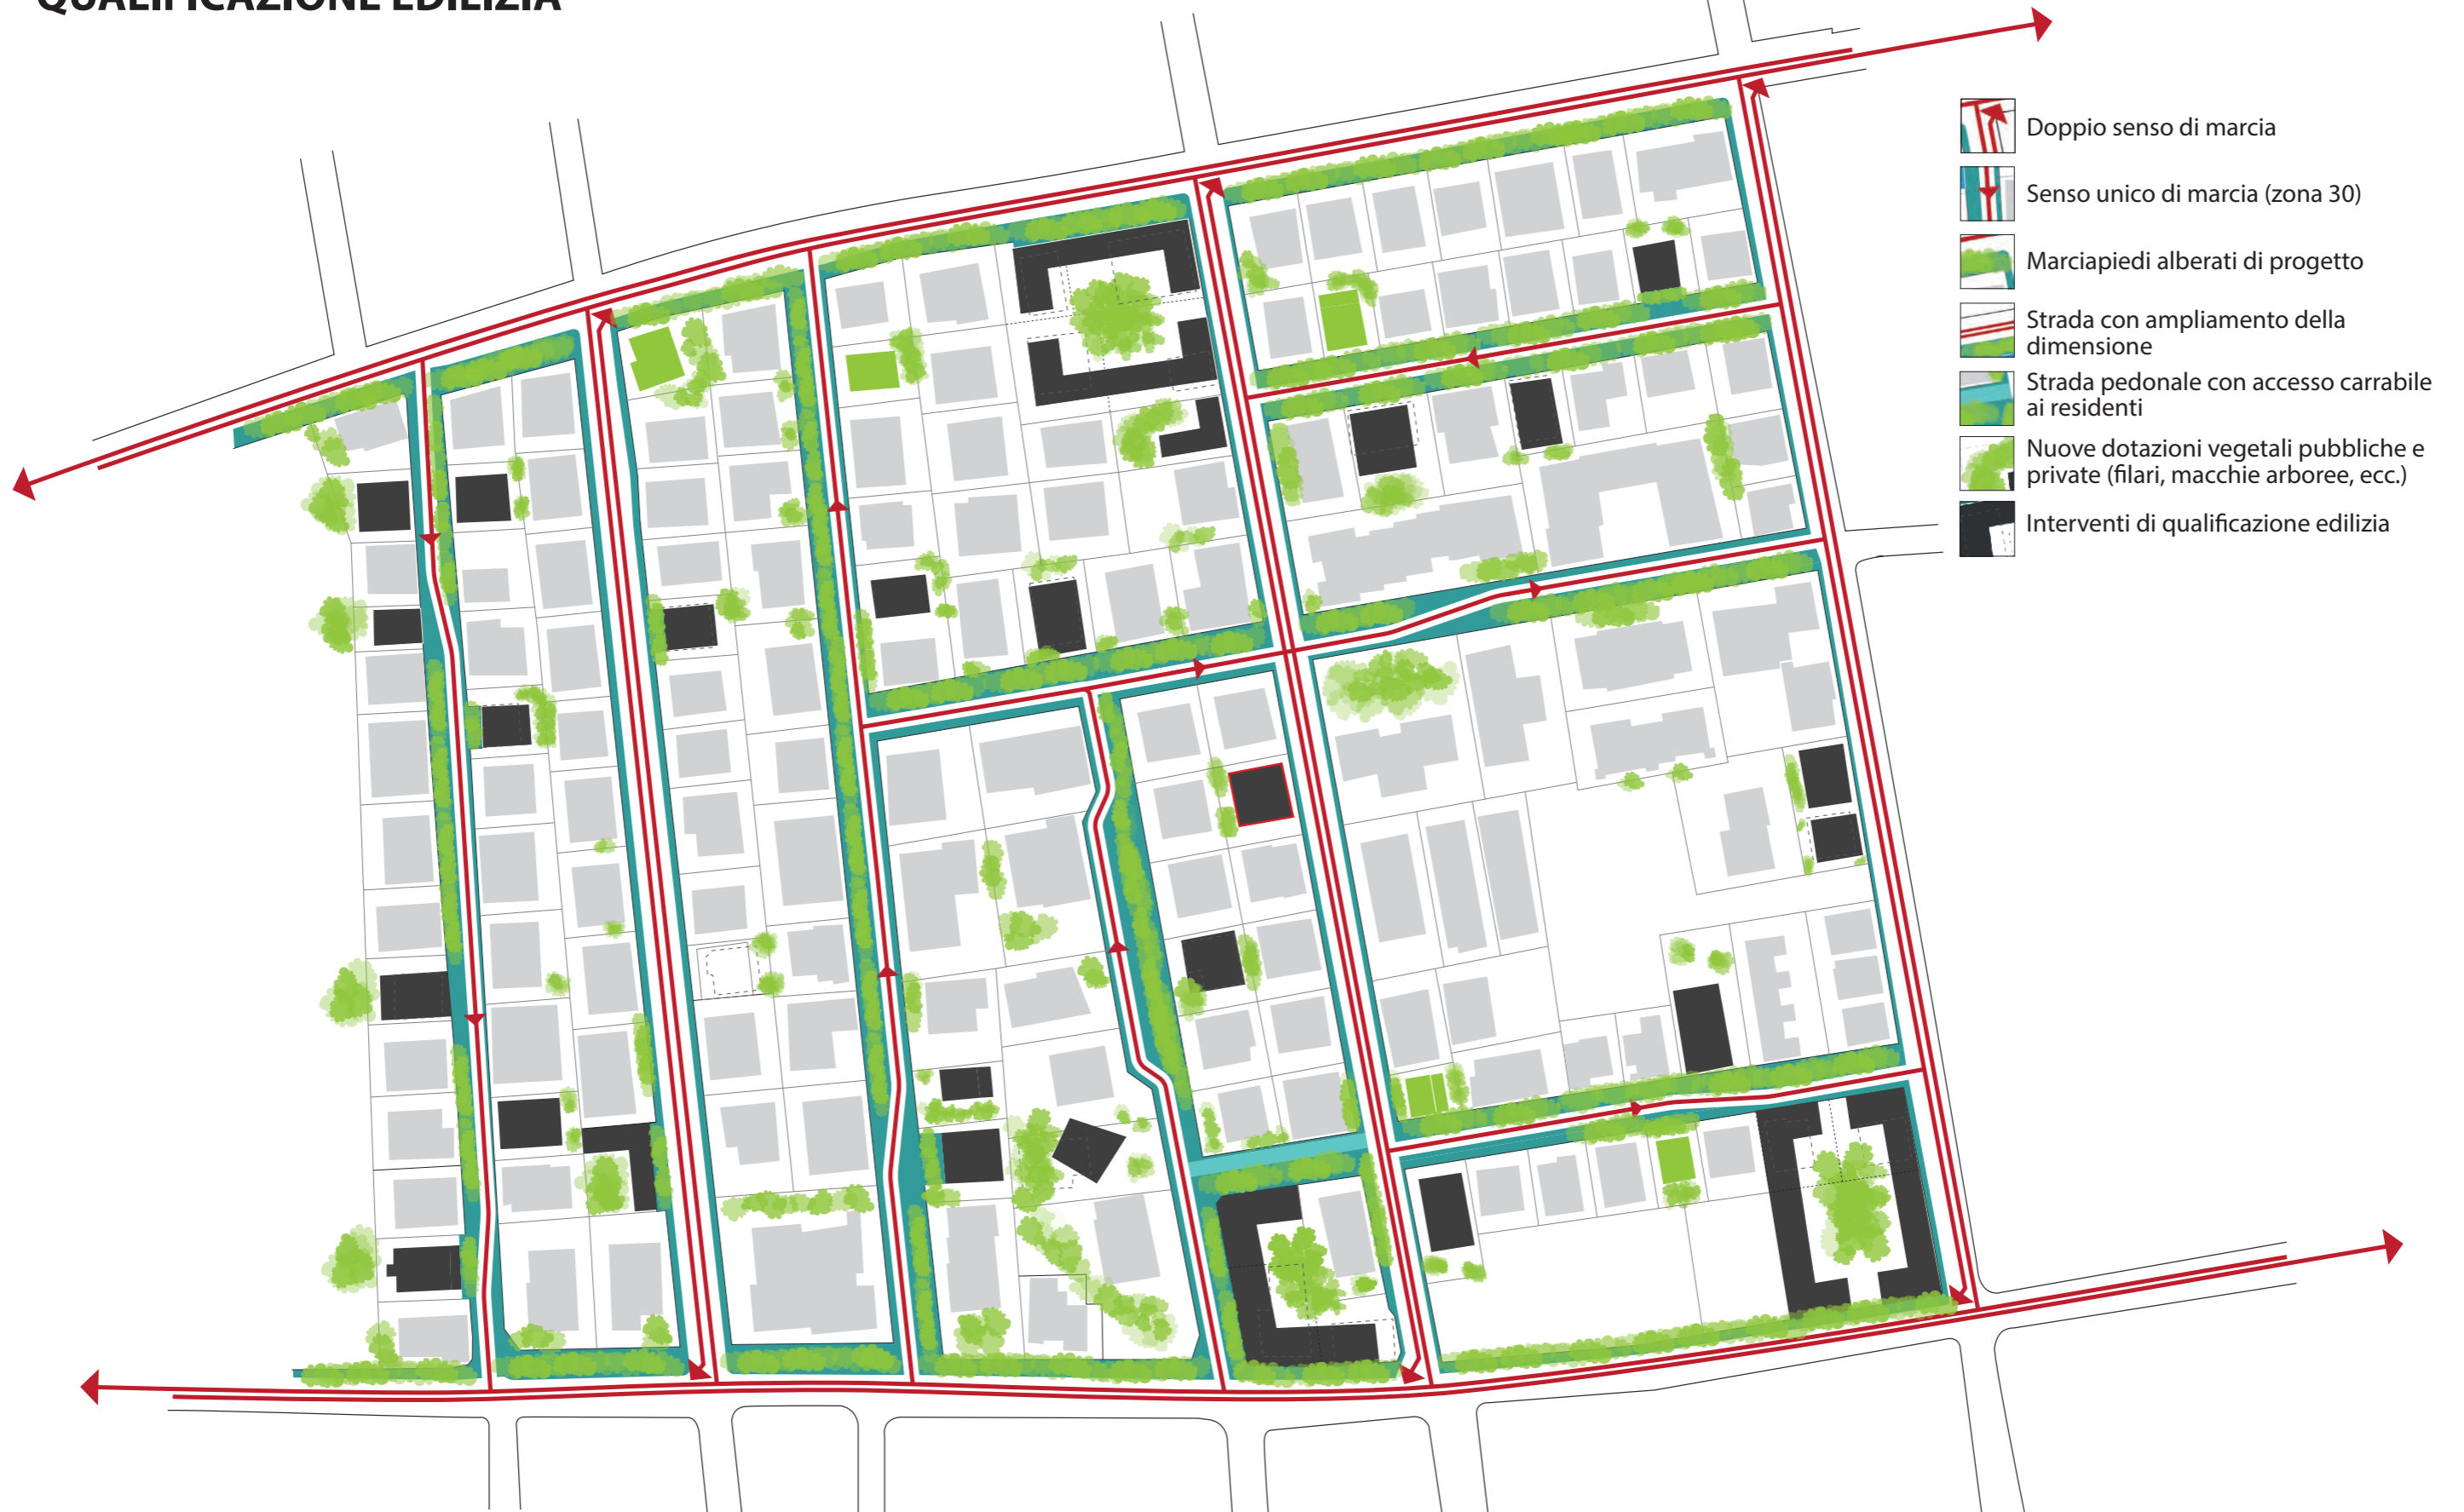 QUALIFICAZIONE EDILIZIA
Doppio senso di marcia
Senso unico di marcia (zona 30)
Marciapiedi alberati di progetto
Strada con ampliamento della
dimensione
Strada pedonale con accesso carrabile
ai residenti
Nuove dotazioni vegetali pubbliche e
private (filari, macchie arboree, ecc.)
Interventi di qualificazione edilizia